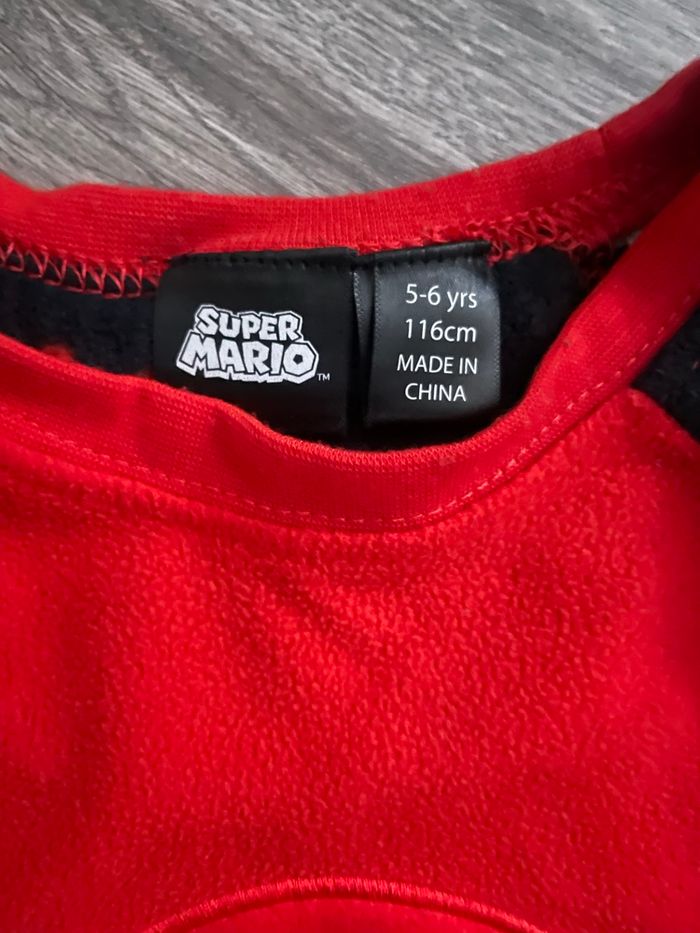 SUPER
MARIO
TM
5-6 yrs
116cm
MADE IN
CHINA